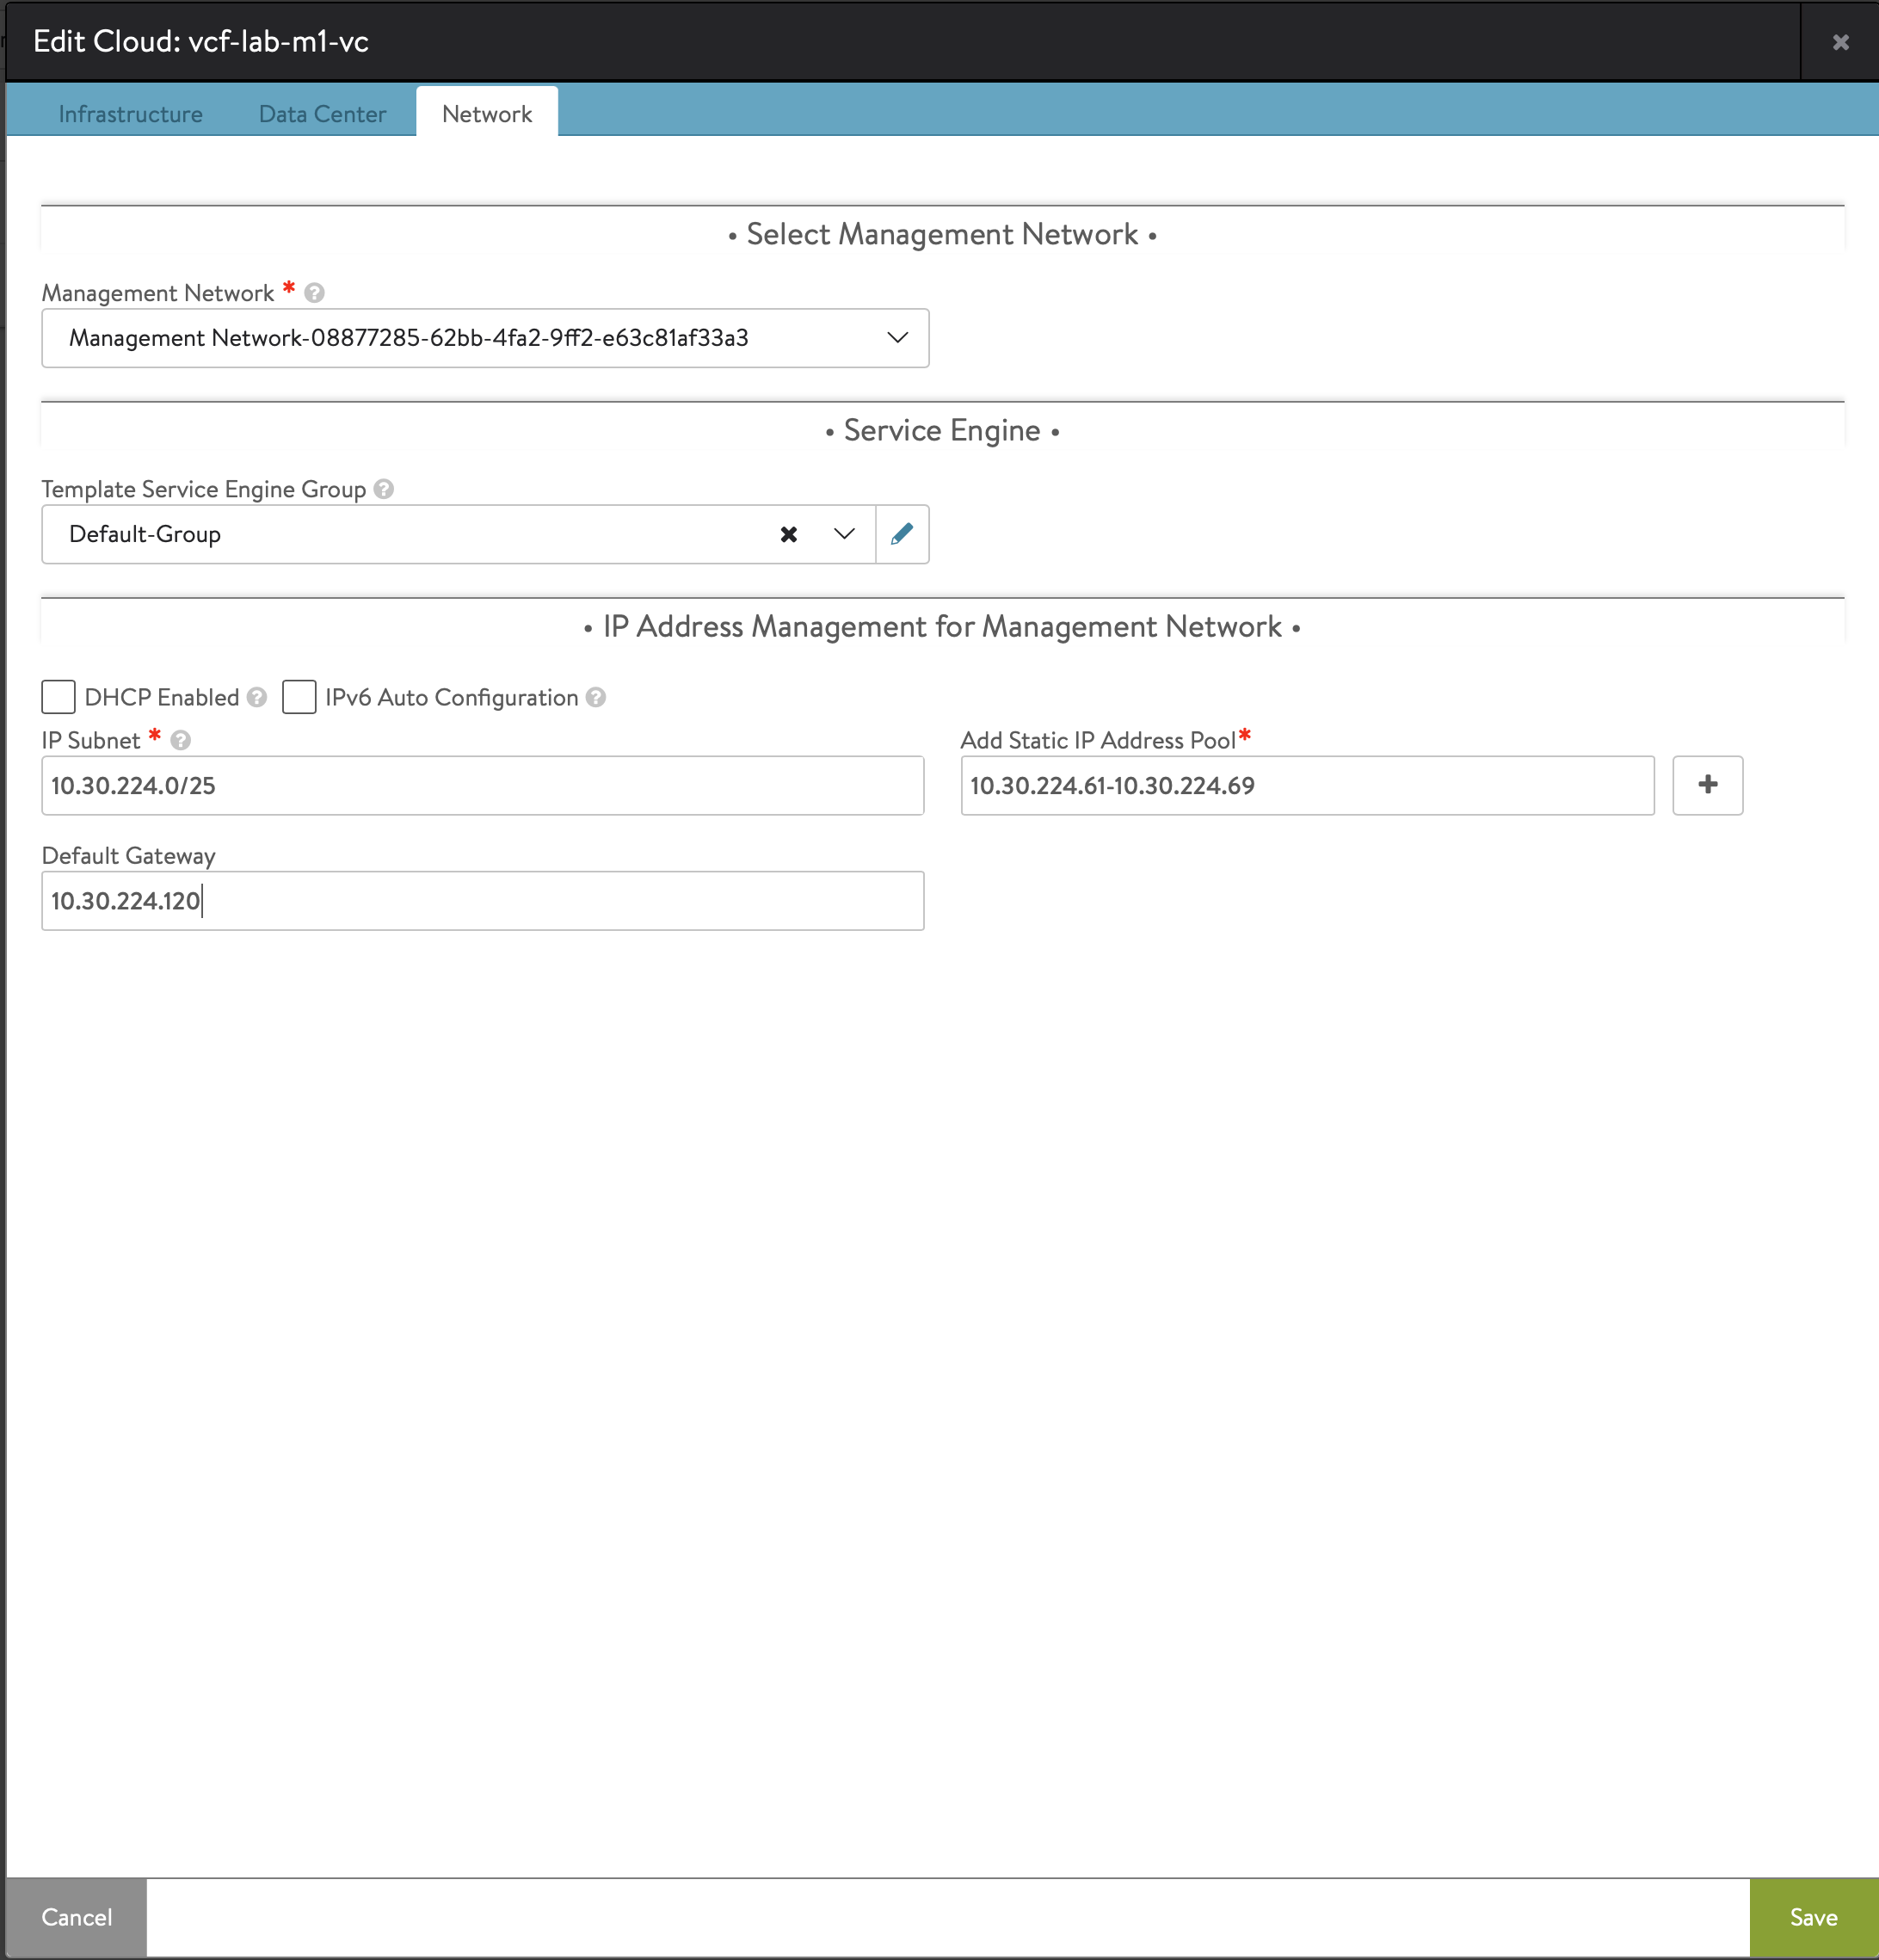 Edit Cloud: vcf-lab-m1-vc
Infrastructure Data Center Network
• Select Management Network •
Management Network *
Management Network-08877285-62bb-4fa2-9ff2-e63c81af33a3
• Service Engine •
Template Service Engine Group
Default-Group
• IP Address Management for Management Network •
DHCP Enabled IPv6 Auto Configuration
IP Subnet * Add Static IP Address Pool*
10.30.224.0/25 10.30.224.61-10.30.224.69
Default Gateway
10.30.224.120
Cancel Save